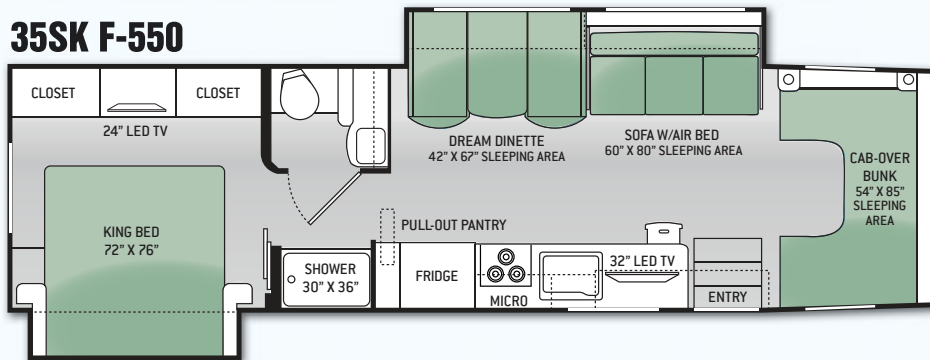 35SK F-550
CLOSET
CLOSET
24” LED TV
DREAM DINETTE
42” X 67” SLEEPING AREA
SOFA W/AIR BED
60” X 80” SLEEPING AREA
CAB-OVER
BUNK
54” X 85”
SLEEPING
AREA
KING BED
72” X 76”
PULL-OUT PANTRY
SHOWER
30” X 36”
FRIDGE
MICRO
32” LED TV
ENTRY